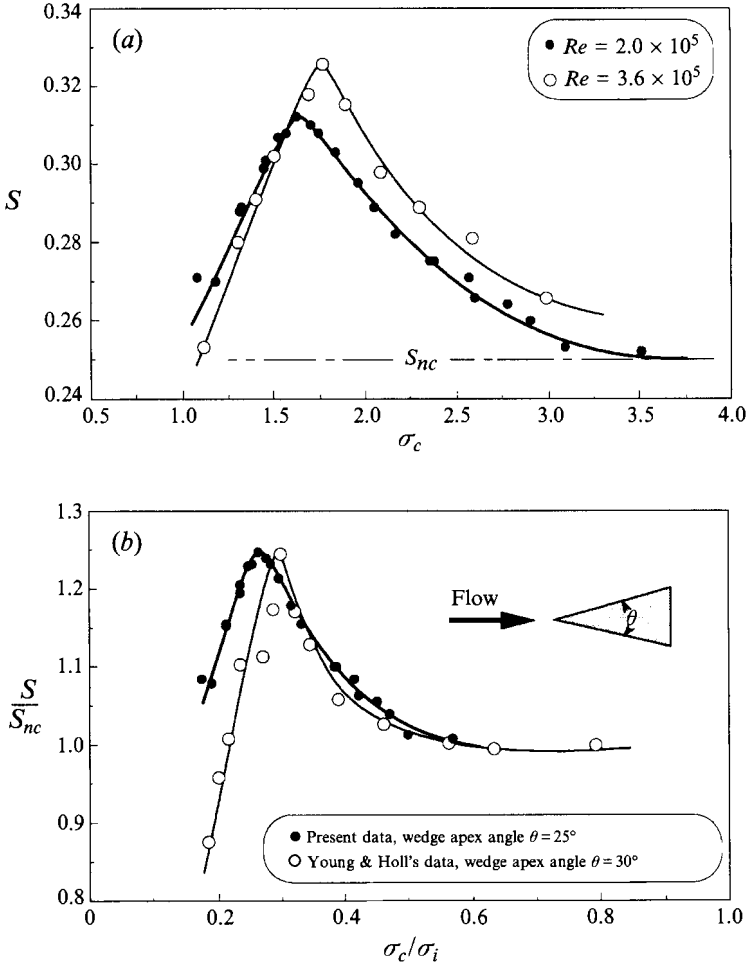 (a)
● Re = 2.0 × 10⁵
○ Re = 3.6 × 10⁵
0.34
0.32
0.30
0.28
0.26
0.24
S
S_nc
0.5
1.0
1.5
2.0
2.5
3.0
3.5
4.0
σ_c
(b)
1.3
1.2
1.1
1.0
0.9
0.8
S
S_nc
Flow
θ
● Present data, wedge apex angle θ = 25°
○ Young & Holl's data, wedge apex angle θ = 30°
0
0.2
0.4
0.6
0.8
1.0
σ_c/σ_i